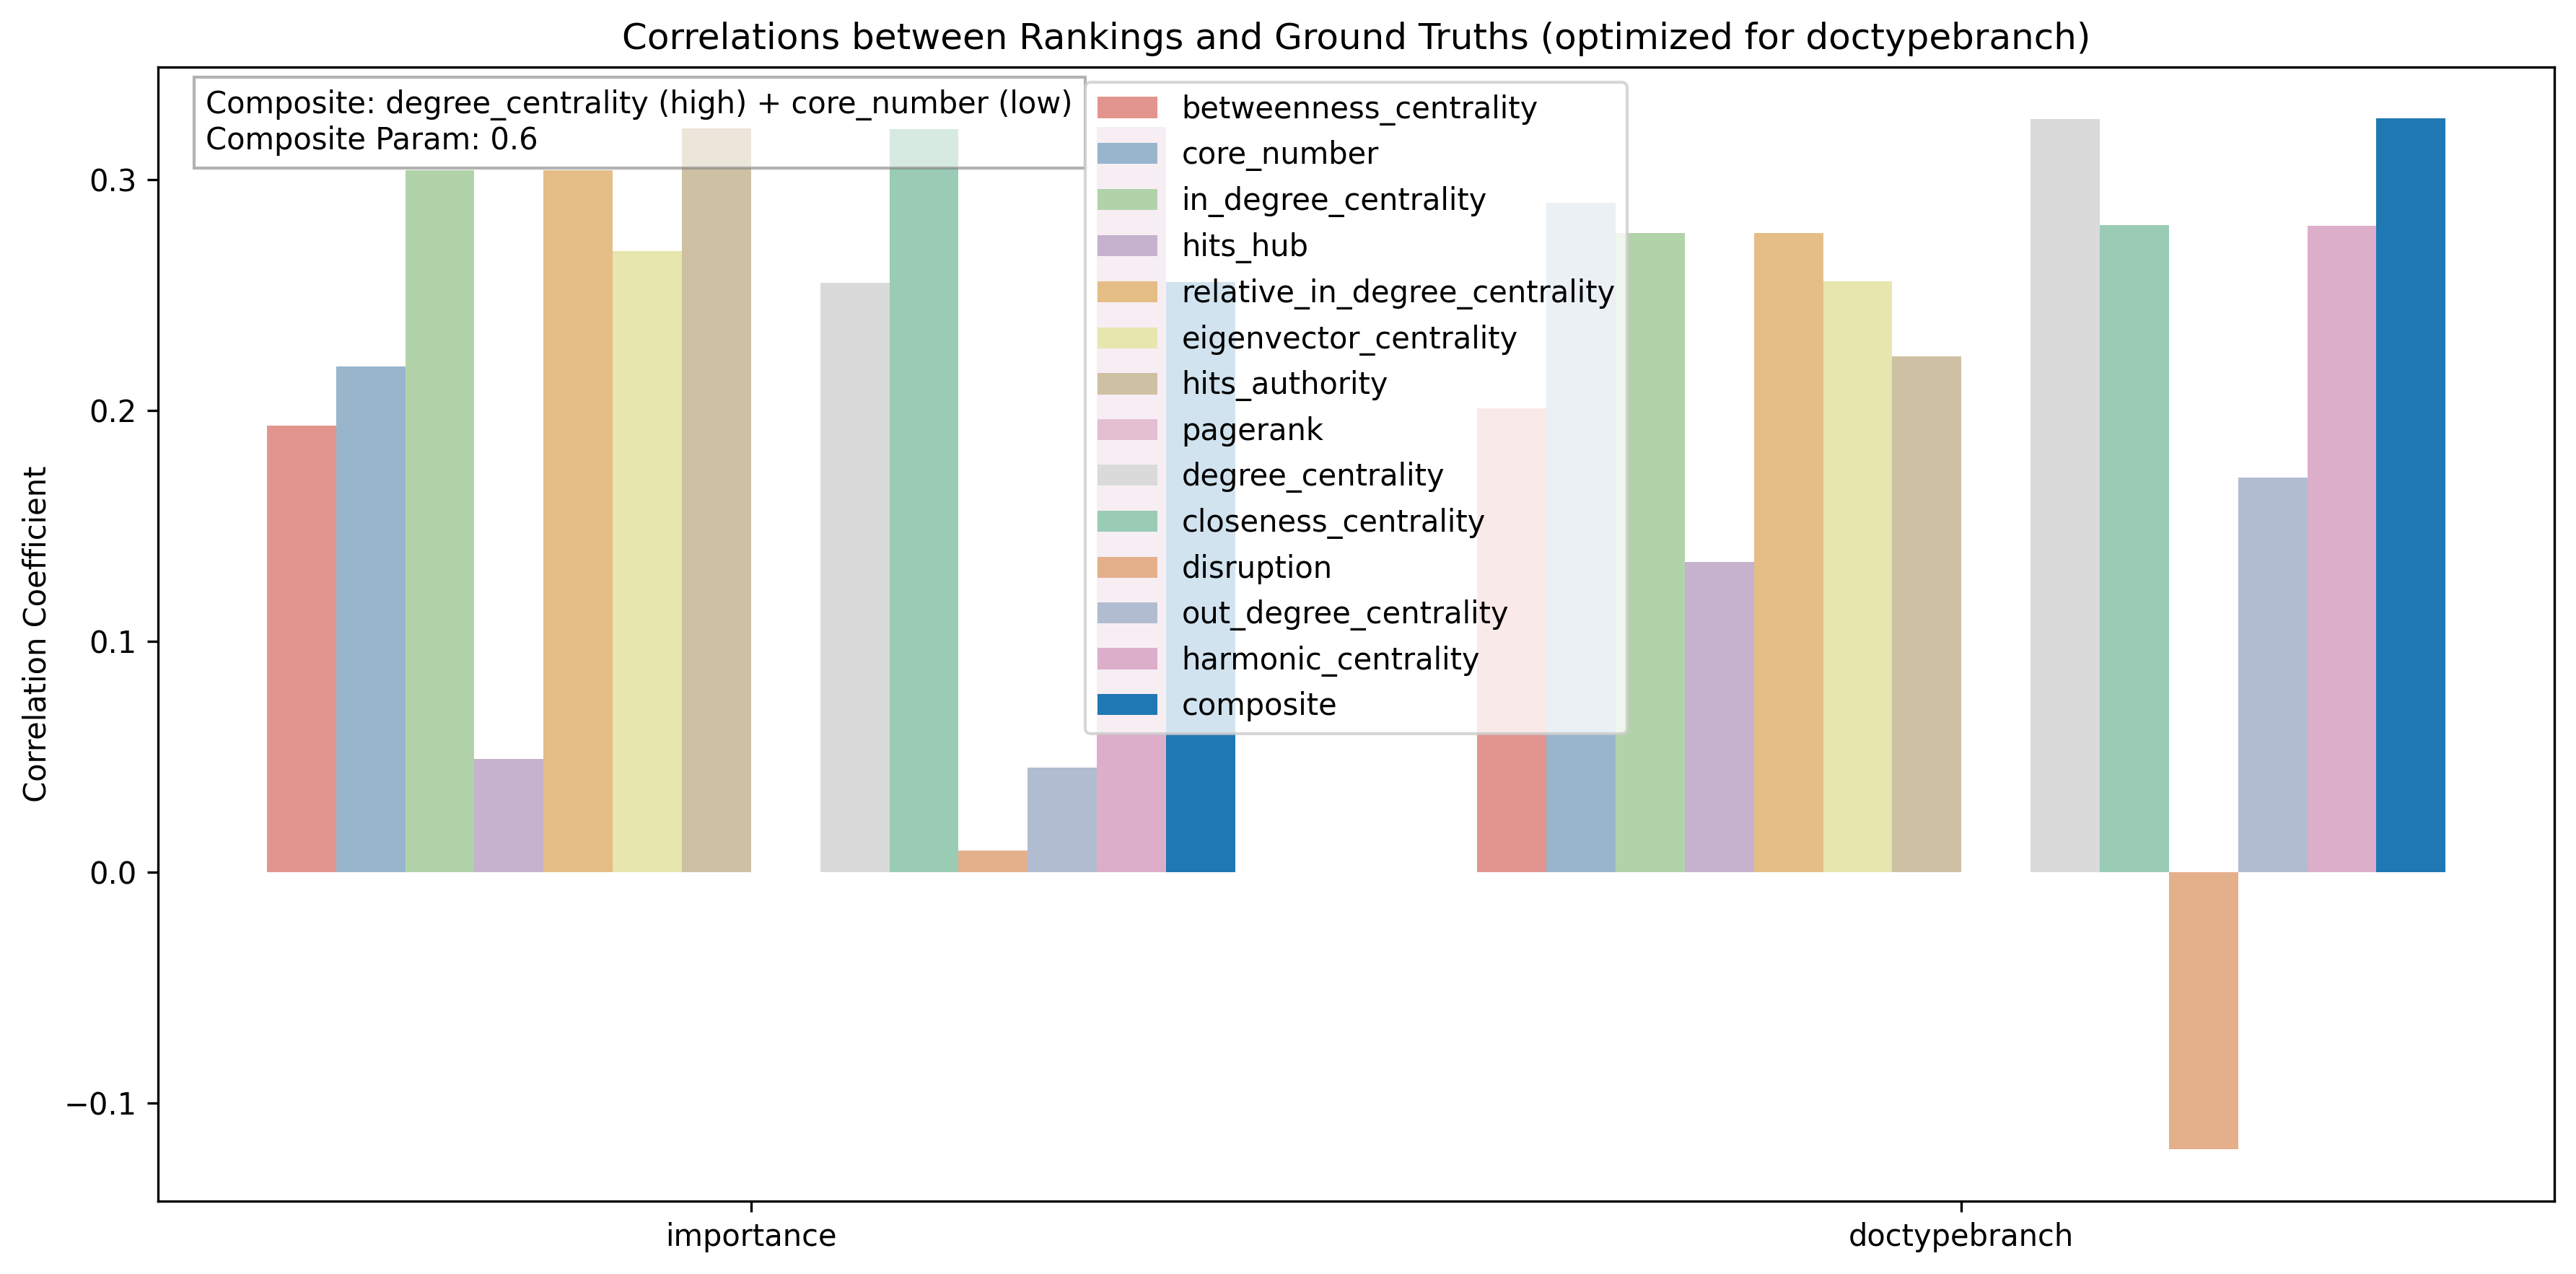 Correlations between Rankings and Ground Truths (optimized for doctypebranch)
Composite: degree_centrality (high) + core_number (low)
Composite Param: 0.6
betweenness_centrality
core_number
in_degree_centrality
hits_hub
relative_in_degree_centrality
eigenvector_centrality
hits_authority
pagerank
degree_centrality
closeness_centrality
disruption
out_degree_centrality
harmonic_centrality
composite
Correlation Coefficient
0.3
0.2
0.1
0.0
−0.1
importance
doctypebranch